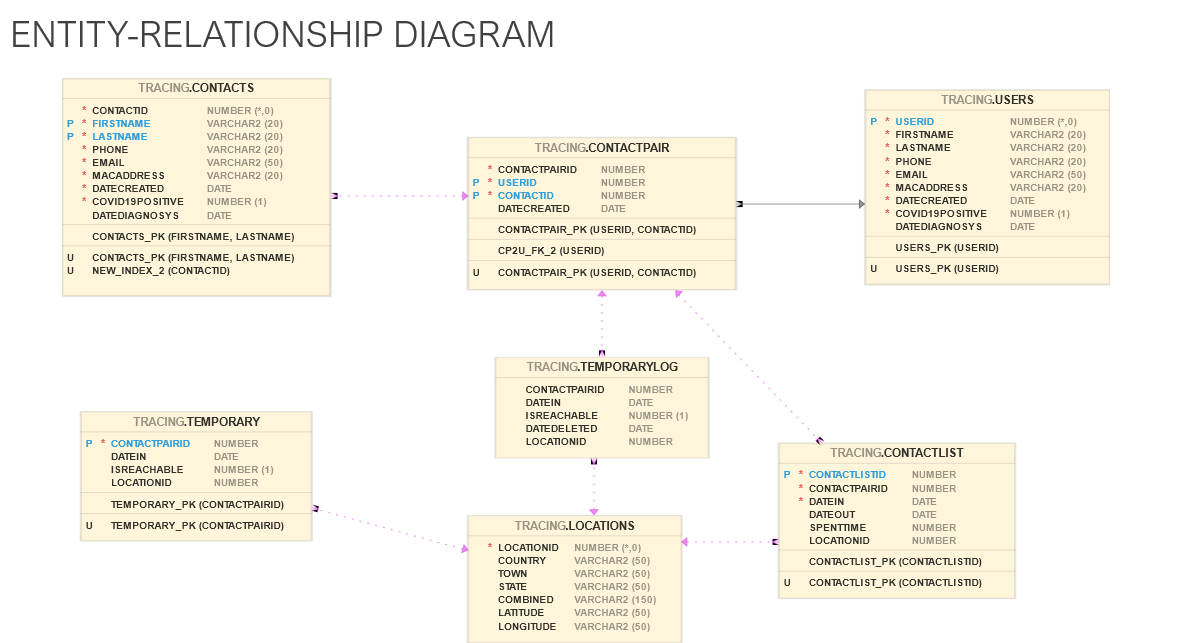 ENTITY-RELATIONSHIP DIAGRAM
TRACING.CONTACTS
* CONTACTID NUMBER (*,0)
P * FIRSTNAME VARCHAR2 (20)
P * LASTNAME VARCHAR2 (20)
* PHONE VARCHAR2 (20)
* EMAIL VARCHAR2 (50)
* MACADDRESS VARCHAR2 (20)
* DATECREATED DATE
* COVID19POSITIVE NUMBER (1)
DATEDIAGNOSYS DATE
CONTACTS_PK (FIRSTNAME, LASTNAME)
U CONTACTS_PK (FIRSTNAME, LASTNAME)
U NEW_INDEX_2 (CONTACTID)
TRACING.CONTACTPAIR
* CONTACTPAIRID NUMBER
P * USERID NUMBER
P * CONTACTID NUMBER
DATECREATED DATE
CONTACTPAIR_PK (USERID, CONTACTID)
CP2U_FK_2 (USERID)
U CONTACTPAIR_PK (USERID, CONTACTID)
TRACING.USERS
P * USERID NUMBER (*,0)
* FIRSTNAME VARCHAR2 (20)
* LASTNAME VARCHAR2 (20)
* PHONE VARCHAR2 (20)
* EMAIL VARCHAR2 (50)
* MACADDRESS VARCHAR2 (20)
* DATECREATED DATE
* COVID19POSITIVE NUMBER (1)
DATEDIAGNOSYS DATE
USERS_PK (USERID)
U USERS_PK (USERID)
TRACING.TEMPORARYLOG
CONTACTPAIRID NUMBER
DATEIN DATE
ISREACHABLE NUMBER (1)
DATEDELETED DATE
LOCATIONID NUMBER
TRACING.TEMPORARY
P * CONTACTPAIRID NUMBER
DATEIN DATE
ISREACHABLE NUMBER (1)
LOCATIONID NUMBER
TEMPORARY_PK (CONTACTPAIRID)
U TEMPORARY_PK (CONTACTPAIRID)
TRACING.CONTACTLIST
P * CONTACTLISTID NUMBER
* CONTACTPAIRID NUMBER
* DATEIN DATE
DATEOUT DATE
SPENTTIME NUMBER
LOCATIONID NUMBER
CONTACTLIST_PK (CONTACTLISTID)
U CONTACTLIST_PK (CONTACTLISTID)
TRACING.LOCATIONS
* LOCATIONID NUMBER (*,0)
COUNTRY VARCHAR2 (50)
TOWN VARCHAR2 (50)
STATE VARCHAR2 (50)
COMBINED VARCHAR2 (150)
LATITUDE VARCHAR2 (50)
LONGITUDE VARCHAR2 (50)